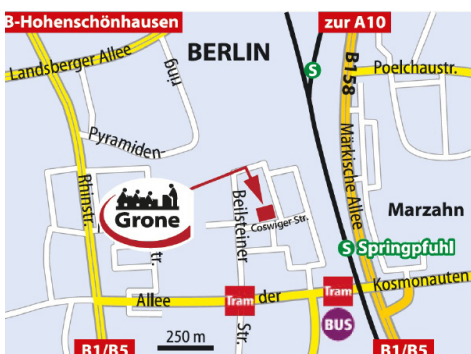 B-Hohenschönhausen
zur A10
BERLIN
Landsberger Allee
ring
S
B158
Poelchaustr.
Pyramiden-
Märkische Allee
Rhinstr.
Grone
Beilsteiner
Coswiger Str.
Marzahn
S Springpfuhl
tr.
Allee
Tram
der
Tram
Kosmonauten
BUS
Str.
250 m
B1/B5
B1/B5